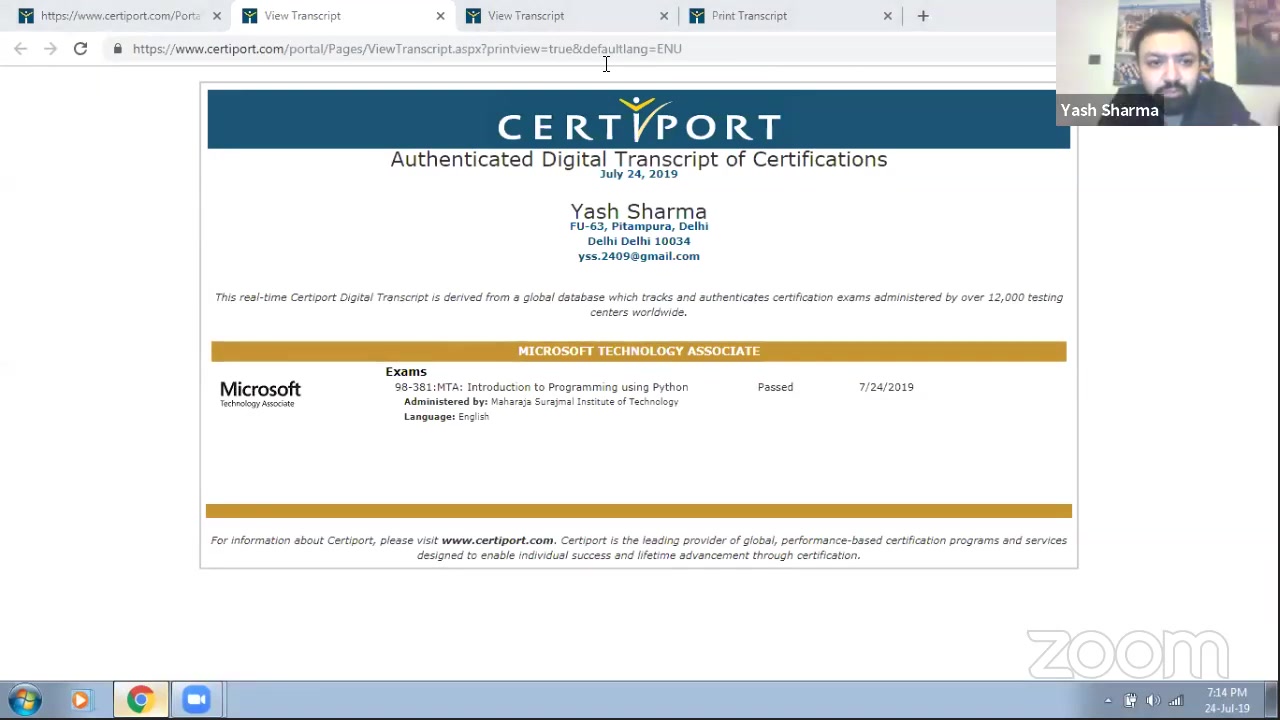 https://www.certiport.com/Porta
View Transcript
View Transcript
Print Transcript
https://www.certiport.com/portal/Pages/ViewTranscript.aspx?printview=true&defaultlang=ENU
Yash Sharma
CERTIPORT
Authenticated Digital Transcript of Certifications
July 24, 2019
Yash Sharma
FU-63, Pitampura, Delhi
Delhi Delhi 10034
yss.2409@gmail.com
This real-time Certiport Digital Transcript is derived from a global database which tracks and authenticates certification exams administered by over 12,000 testing
centers worldwide.
MICROSOFT TECHNOLOGY ASSOCIATE
Exams
Microsoft
Technology Associate
98-381:MTA: Introduction to Programming using Python Passed 7/24/2019
Administered by: Maharaja Surajmal Institute of Technology
Language: English
For information about Certiport, please visit www.certiport.com. Certiport is the leading provider of global, performance-based certification programs and services
designed to enable individual success and lifetime advancement through certification.
zoom
7:14 PM
24-Jul-19